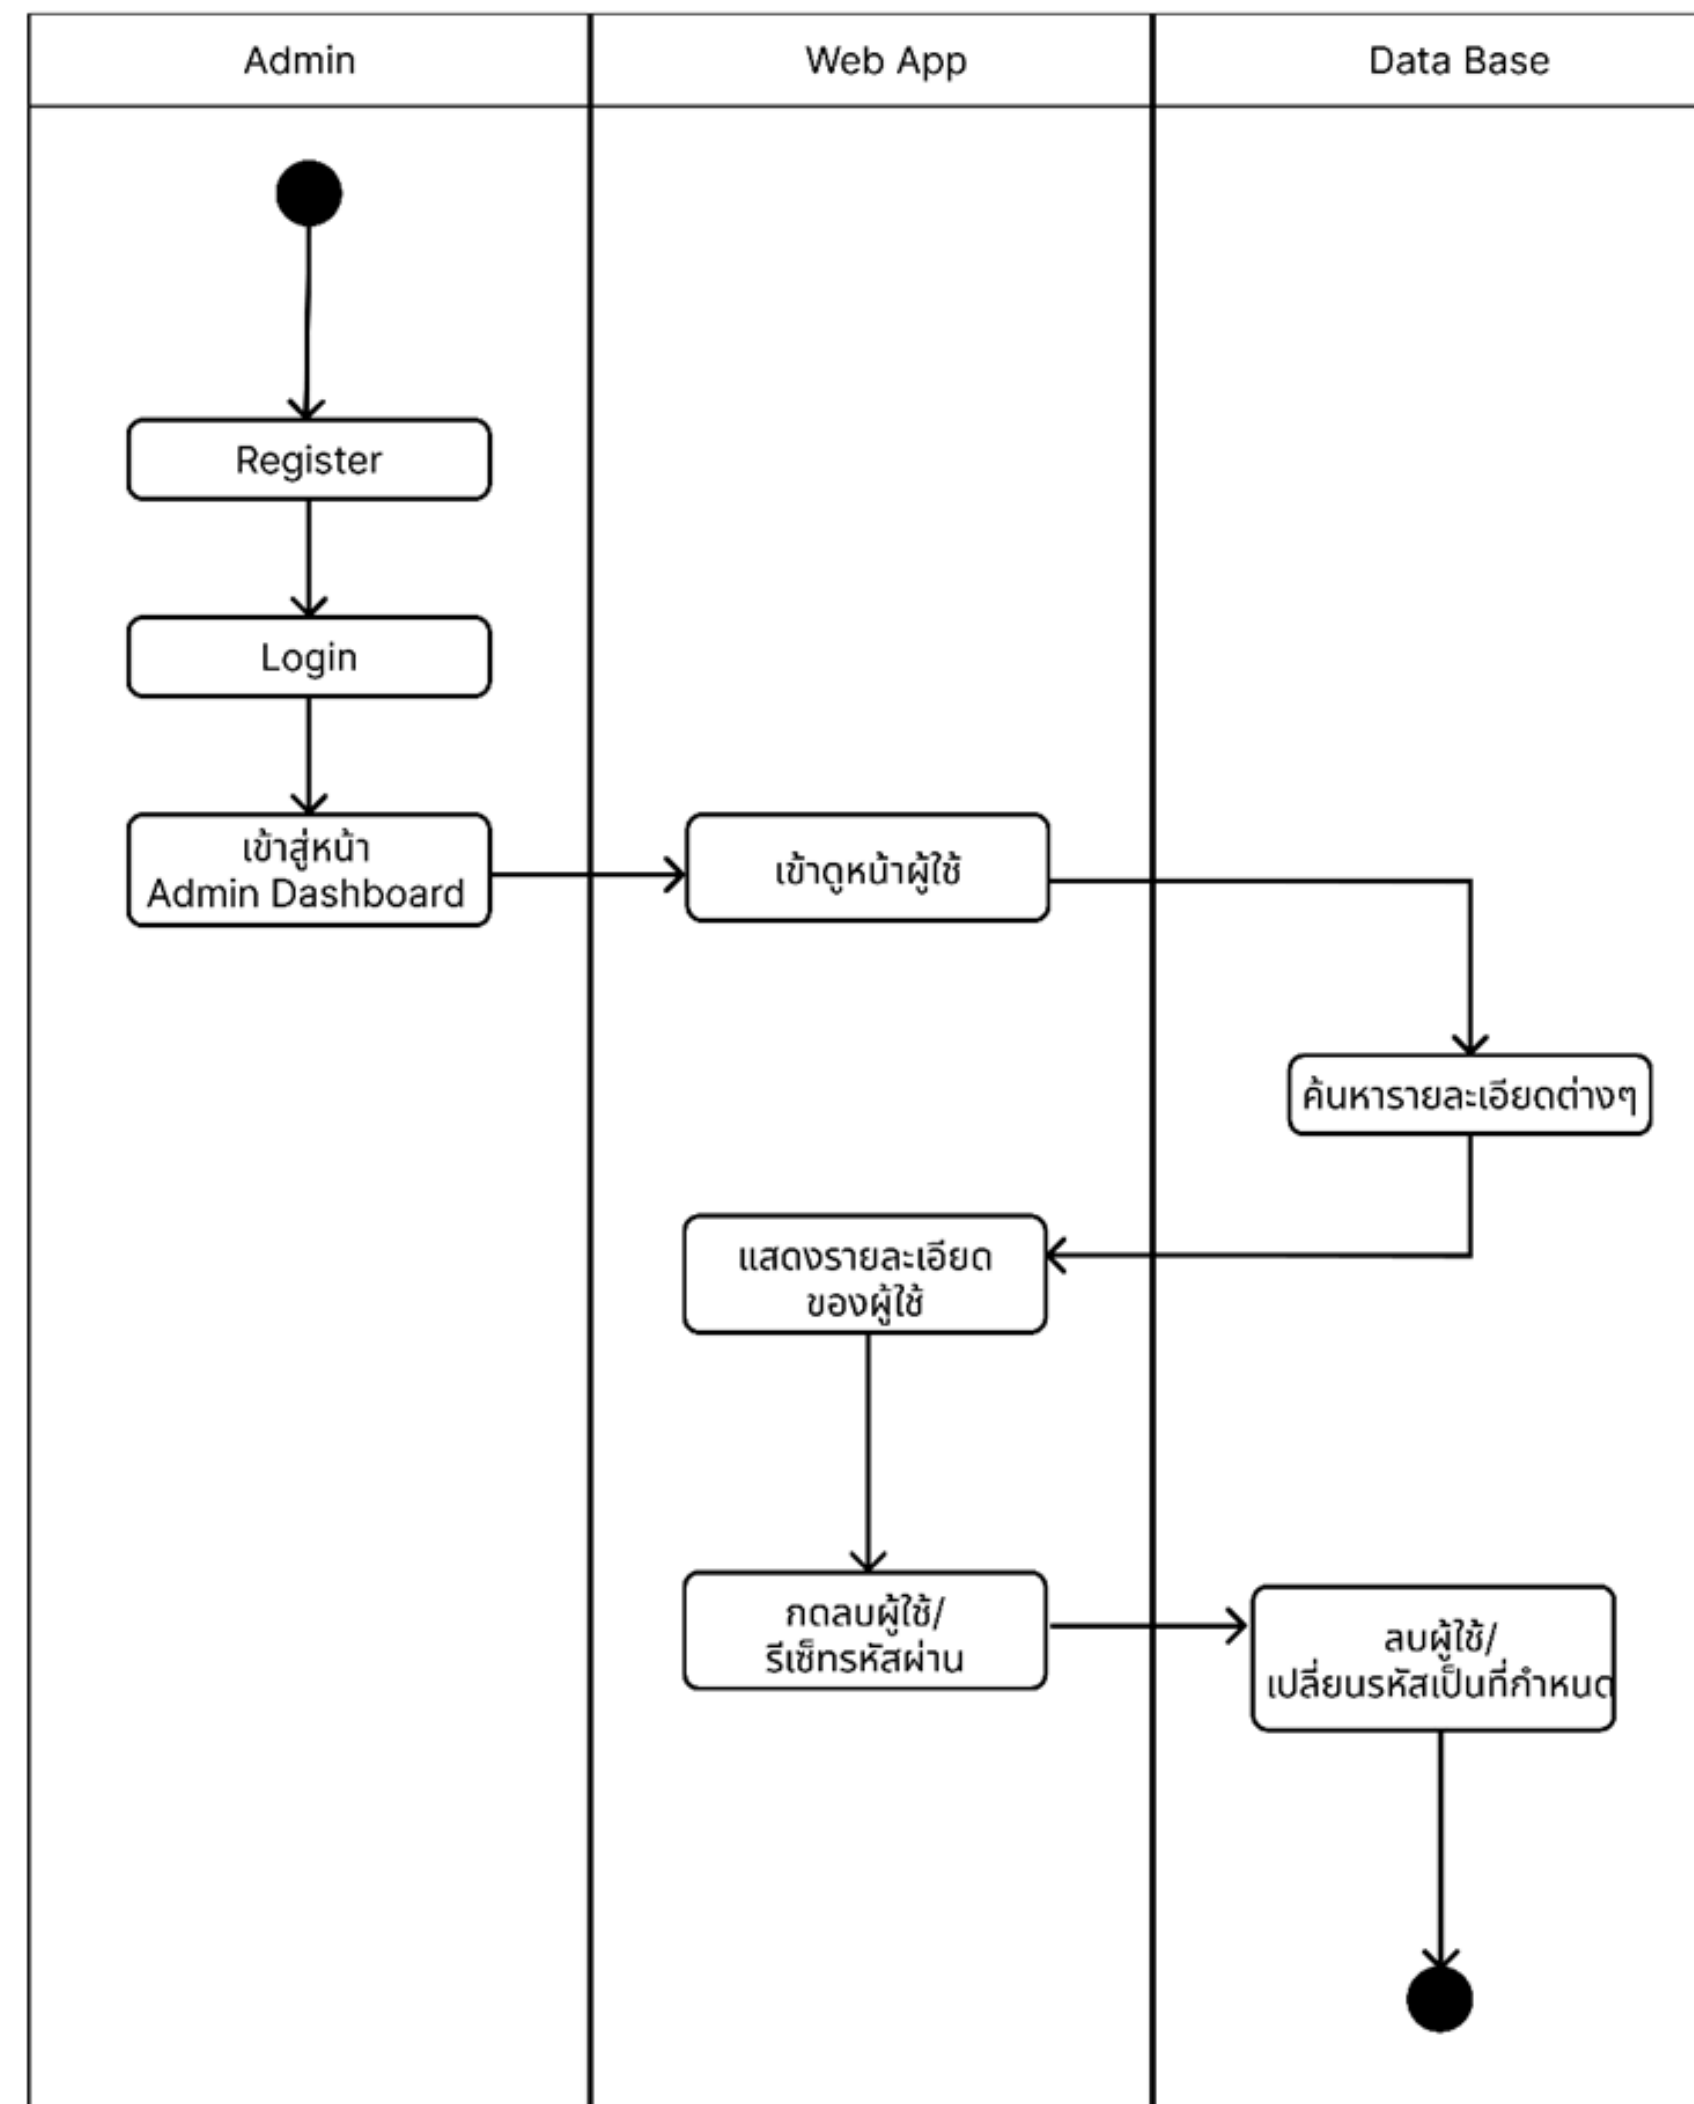 Admin
Web App
Data Base
Register
Login
เข้าสู่หน้า
Admin Dashboard
เข้าดูหน้าผู้ใช้
ค้นหารายละเอียดต่างๆ
แสดงรายละเอียด
ของผู้ใช้
กดลบผู้ใช้/
รีเซ็ทรหัสผ่าน
ลบผู้ใช้/
เปลี่ยนรหัสเป็นที่กำหนด